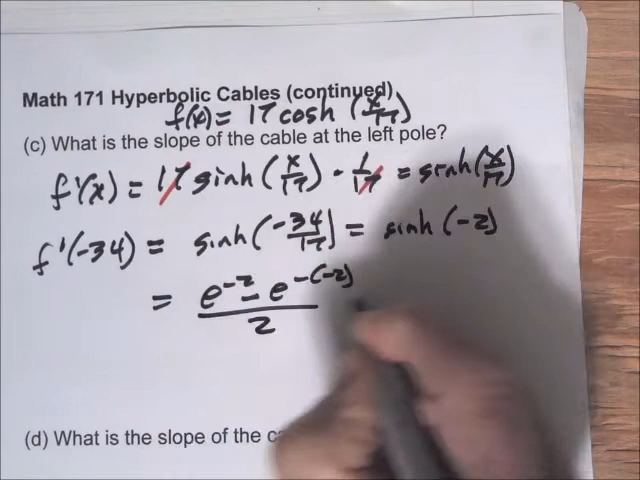 Math 171 Hyperbolic Cables (continued)
f(x) = 17 cosh (x/17)
(c) What is the slope of the cable at the left pole?
f'(x) = 17 sinh (x/17) · 1/17 = sinh (x/17)
f'(-34) = sinh (-34/17) = sinh (-2)
= (e^-2 - e^-(-2))/2
(d) What is the slope of the